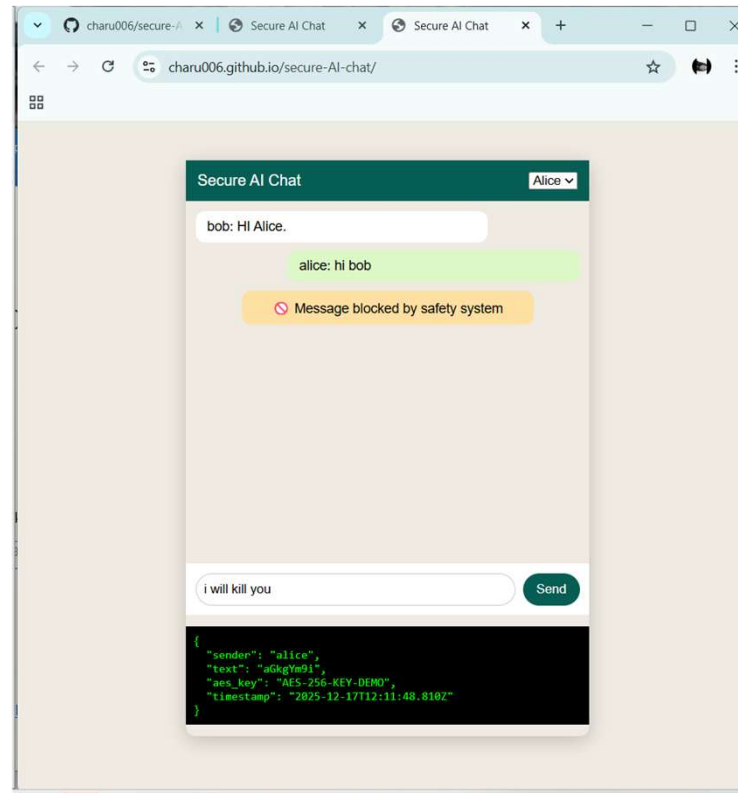 charu006/secure-A
Secure AI Chat
Secure AI Chat
charu006.github.io/secure-AI-chat/
Secure AI Chat
Alice
bob: HI Alice.
alice: hi bob
🚫 Message blocked by safety system
i will kill you
Send
{
"sender": "alice",
"text": "aGkgYm9i",
"aes_key": "AES-256-KEY-DEMO",
"timestamp": "2025-12-17T12:11:48.810Z"
}